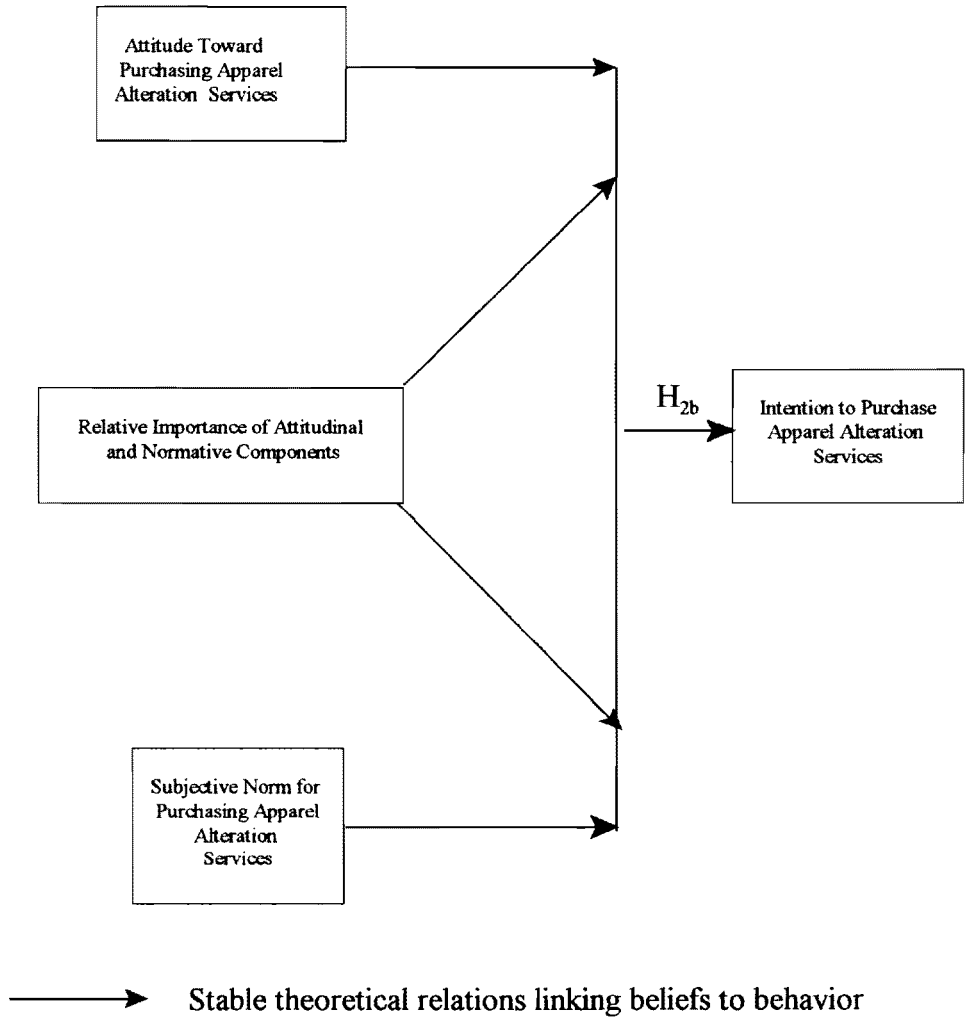 Attitude Toward
Purchasing Apparel
Alteration Services
Relative Importance of Attitudinal
and Normative Components
H2b
Intention to Purchase
Apparel Alteration
Services
Subjective Norm for
Purchasing Apparel
Alteration
Services
Stable theoretical relations linking beliefs to behavior